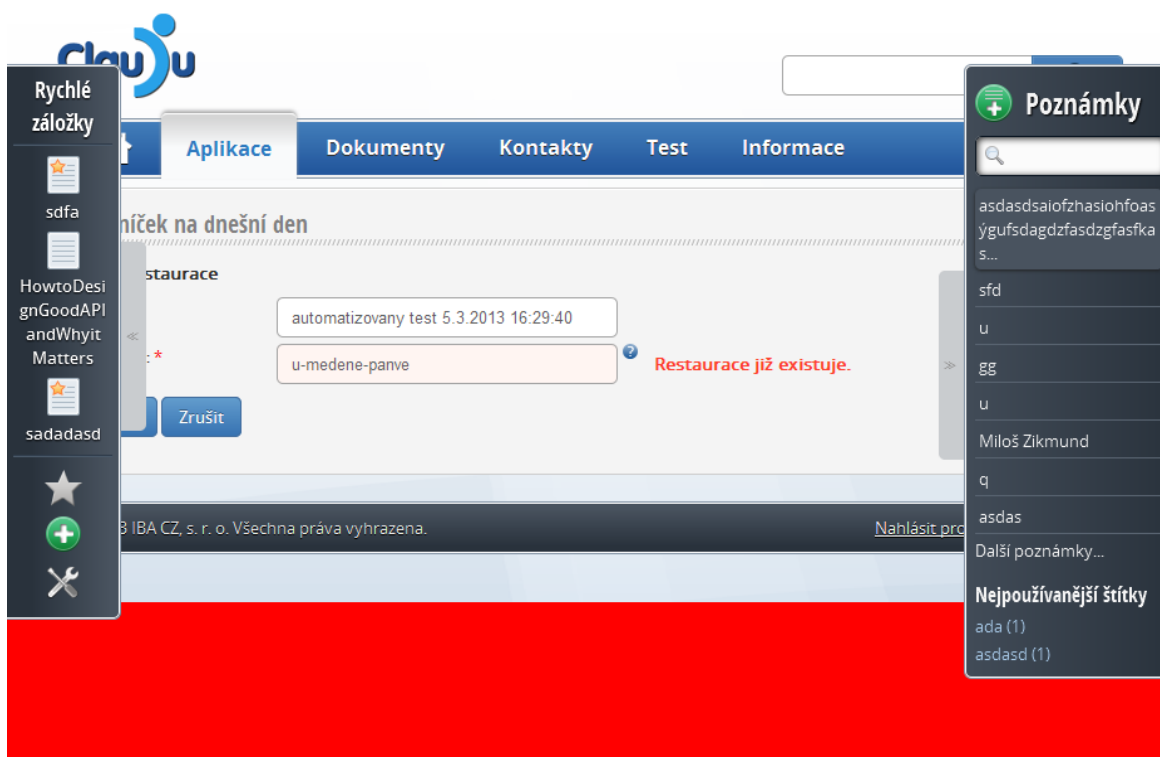 ClauDu
Rychlé
záložky
sdfa
HowtoDesi
gnGoodAPI
andWhyit
Matters
sadadasd
Aplikace
Dokumenty
Kontakty
Test
Informace
níček na dnešní den
staurace
automatizovany test 5.3.2013 16:29:40
: *
u-medene-panve
Restaurace již existuje.
Zrušit
3 IBA CZ, s. r. o. Všechna práva vyhrazena.
Nahlásit pro
Poznámky
asdasdsaiofzhasiohfoas
ýgufsdagdzfasdzgfasfka
s...
sfd
u
gg
u
Miloš Zikmund
q
asdas
Další poznámky...
Nejpoužívanější štítky
ada (1)
asdasd (1)